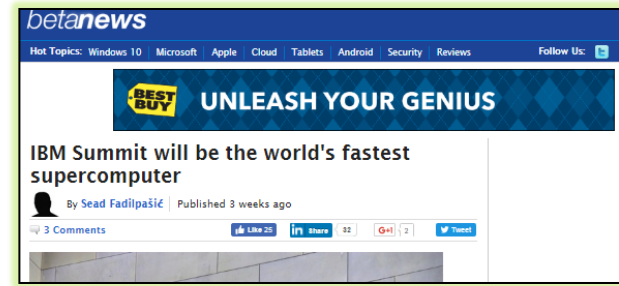 betanews
Hot Topics: Windows 10 Microsoft Apple Cloud Tablets Android Security Reviews Follow Us:
BEST BUY UNLEASH YOUR GENIUS
IBM Summit will be the world's fastest
supercomputer
By Sead Fadilpašić Published 3 weeks ago
3 Comments Like 25 in Share 32 G+1 2 Tweet